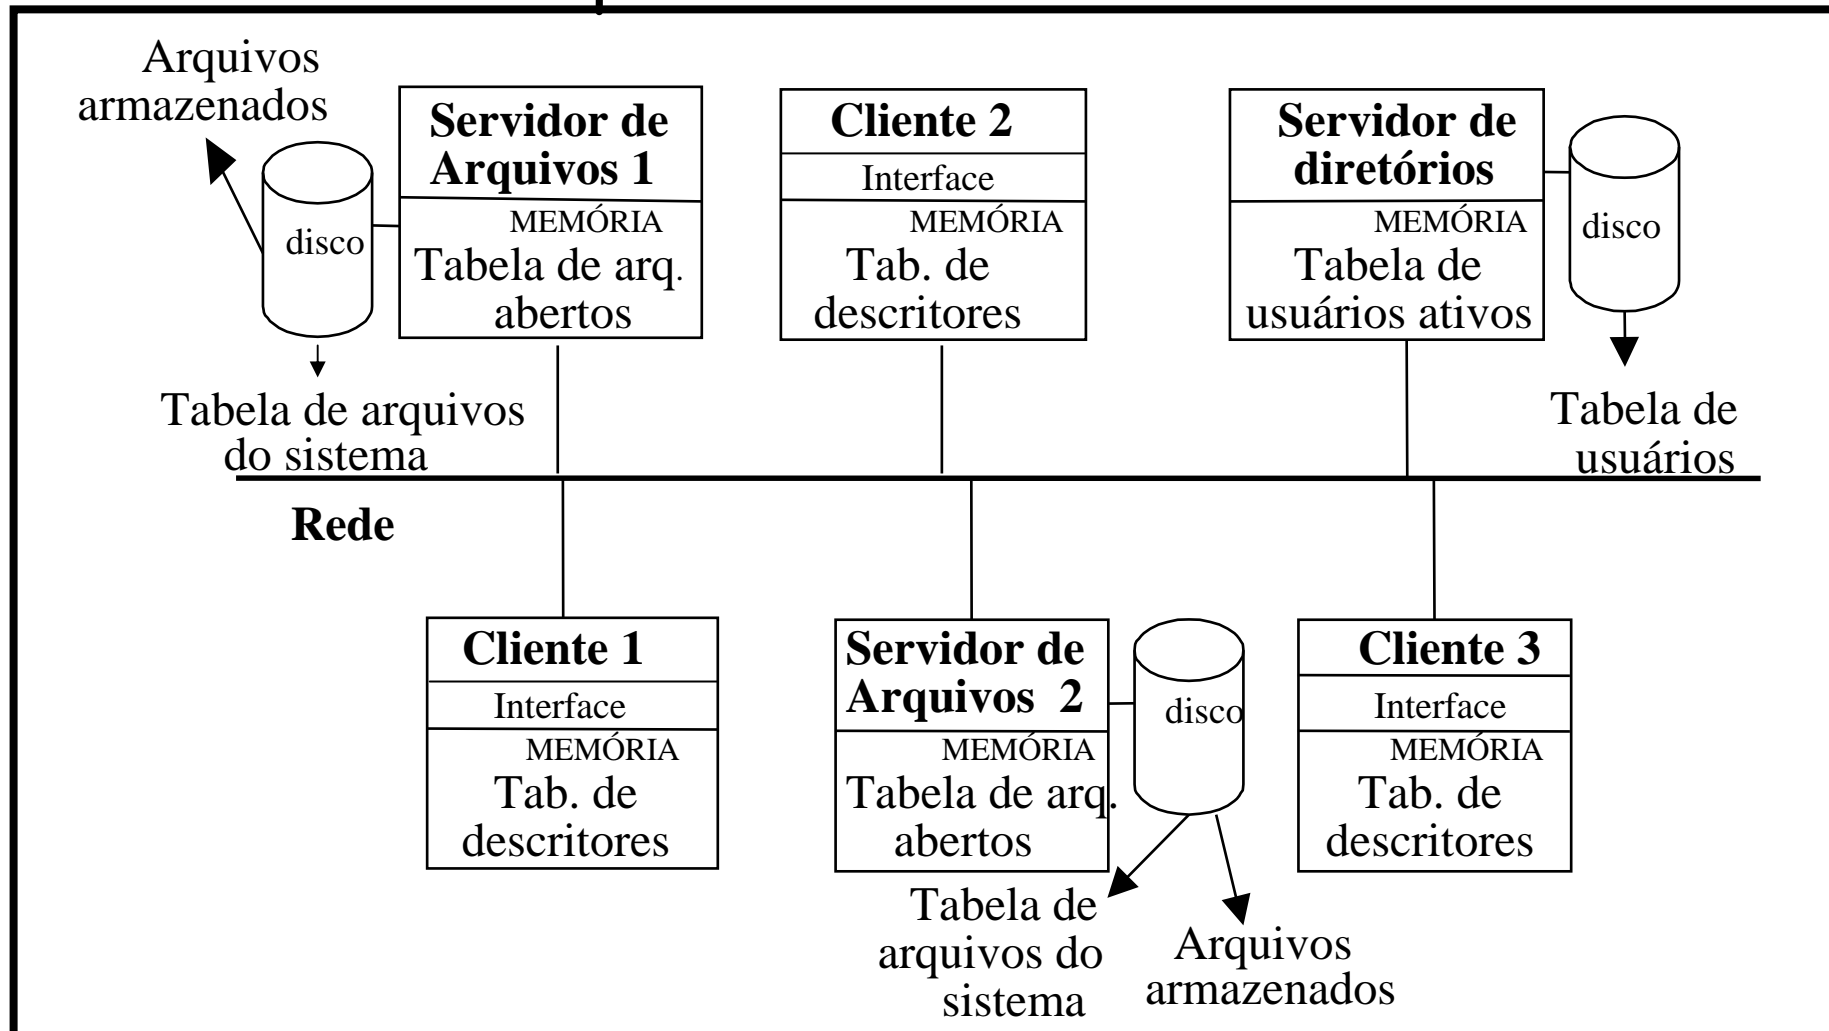 Arquivos
armazenados
disco
Tabela de arquivos
do sistema
Servidor de
Arquivos 1
MEMÓRIA
Tabela de arq.
abertos
Cliente 2
Interface
MEMÓRIA
Tab. de
descritores
Servidor de
diretórios
MEMÓRIA
Tabela de
usuários ativos
disco
Tabela de
usuários
Rede
Cliente 1
Interface
MEMÓRIA
Tab. de
descritores
Servidor de
Arquivos 2
MEMÓRIA
Tabela de arq.
abertos
disco
Tabela de
arquivos do
sistema
Arquivos
armazenados
Cliente 3
Interface
MEMÓRIA
Tab. de
descritores